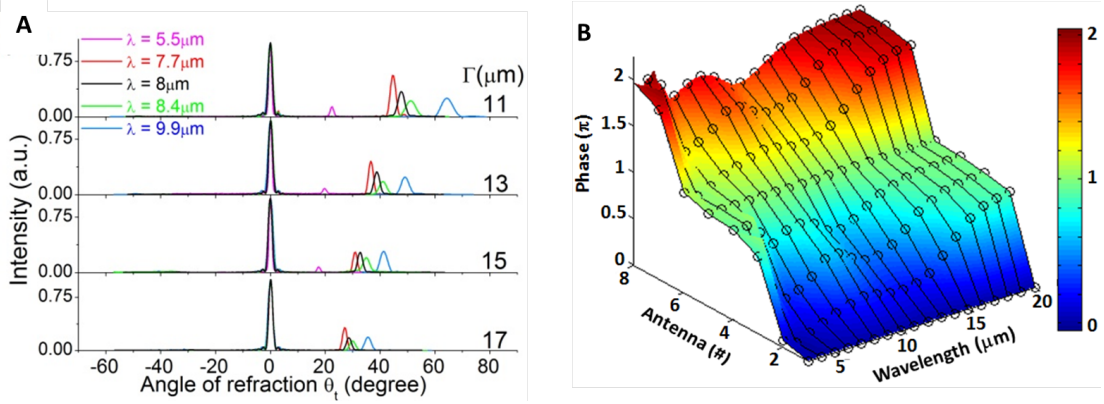 A
λ = 5.5μm
λ = 7.7μm
λ = 8μm
λ = 8.4μm
λ = 9.9μm
Γ(μm)
0.75
0.00
11
0.75
0.00
13
0.75
0.00
15
0.75
0.00
17
-60 -40 -20 0 20 40 60 80
Angle of refraction θt (degree)
Intensity (a.u.)
B
2
1.5
1
0.5
0
Phase (π)
8
6
4
2
Antenna (#)
5
10
15
20
Wavelength (μm)
2
1
0